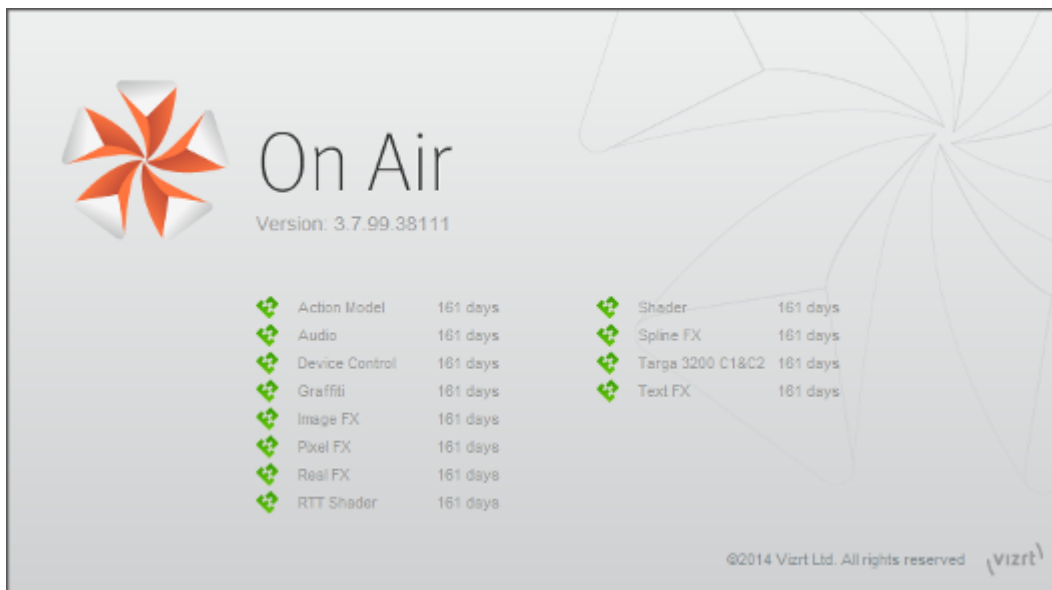 On Air
Version: 3.7.99.38111
Action Model 161 days
Audio 161 days
Device Control 161 days
Graffiti 161 days
Image FX 161 days
Pixel FX 161 days
Real FX 161 days
RTT Shader 161 days
Shader 161 days
Spline FX 161 days
Targa 3200 C1&C2 161 days
Text FX 161 days
©2014 Vizrt Ltd. All rights reserved
vizrt